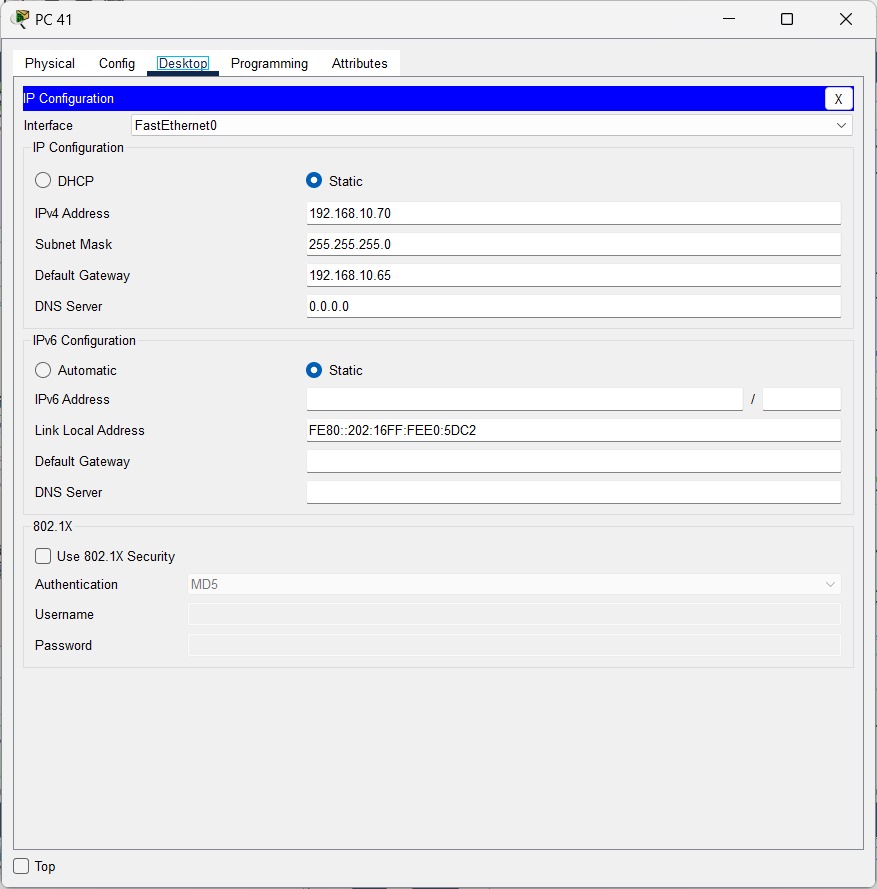 PC 41
Physical Config Desktop Programming Attributes
IP Configuration X
Interface FastEthernet0
IP Configuration
DHCP Static
IPv4 Address 192.168.10.70
Subnet Mask 255.255.255.0
Default Gateway 192.168.10.65
DNS Server 0.0.0.0
IPv6 Configuration
Automatic Static
IPv6 Address /
Link Local Address FE80::202:16FF:FEE0:5DC2
Default Gateway
DNS Server
802.1X
Use 802.1X Security
Authentication MD5
Username
Password
Top